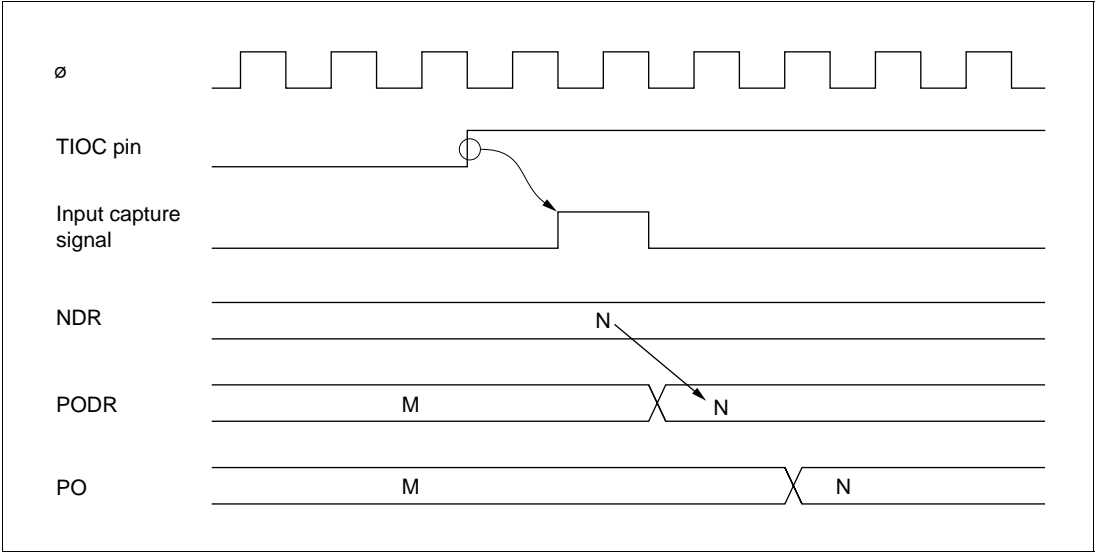 ø
TIOC pin
Input capture
signal
NDR
N
PODR
M
N
PO
M
N